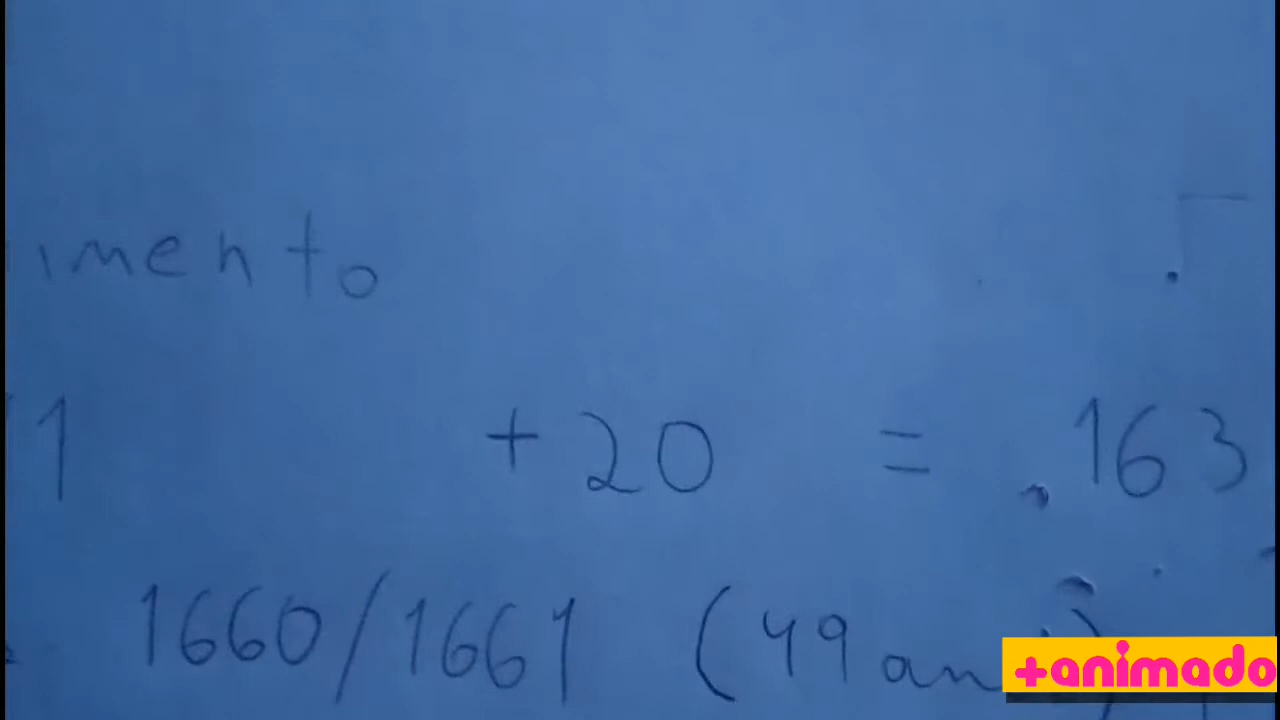 imento
1 +20 = 163
1660/1661 (49 an
+animado